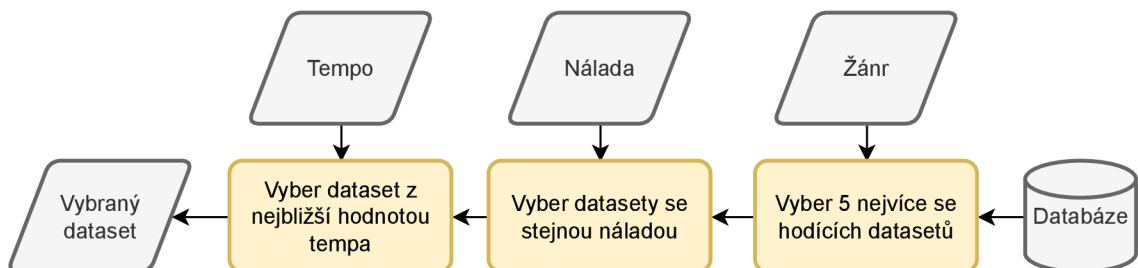 Tempo
Nálada
Žánr
Vybraný
dataset
Vyber dataset z
nejbližší hodnotou
tempa
Vyber datasety se
stejnou náladou
Vyber 5 nejvíce se
hodících datasetů
Databáze